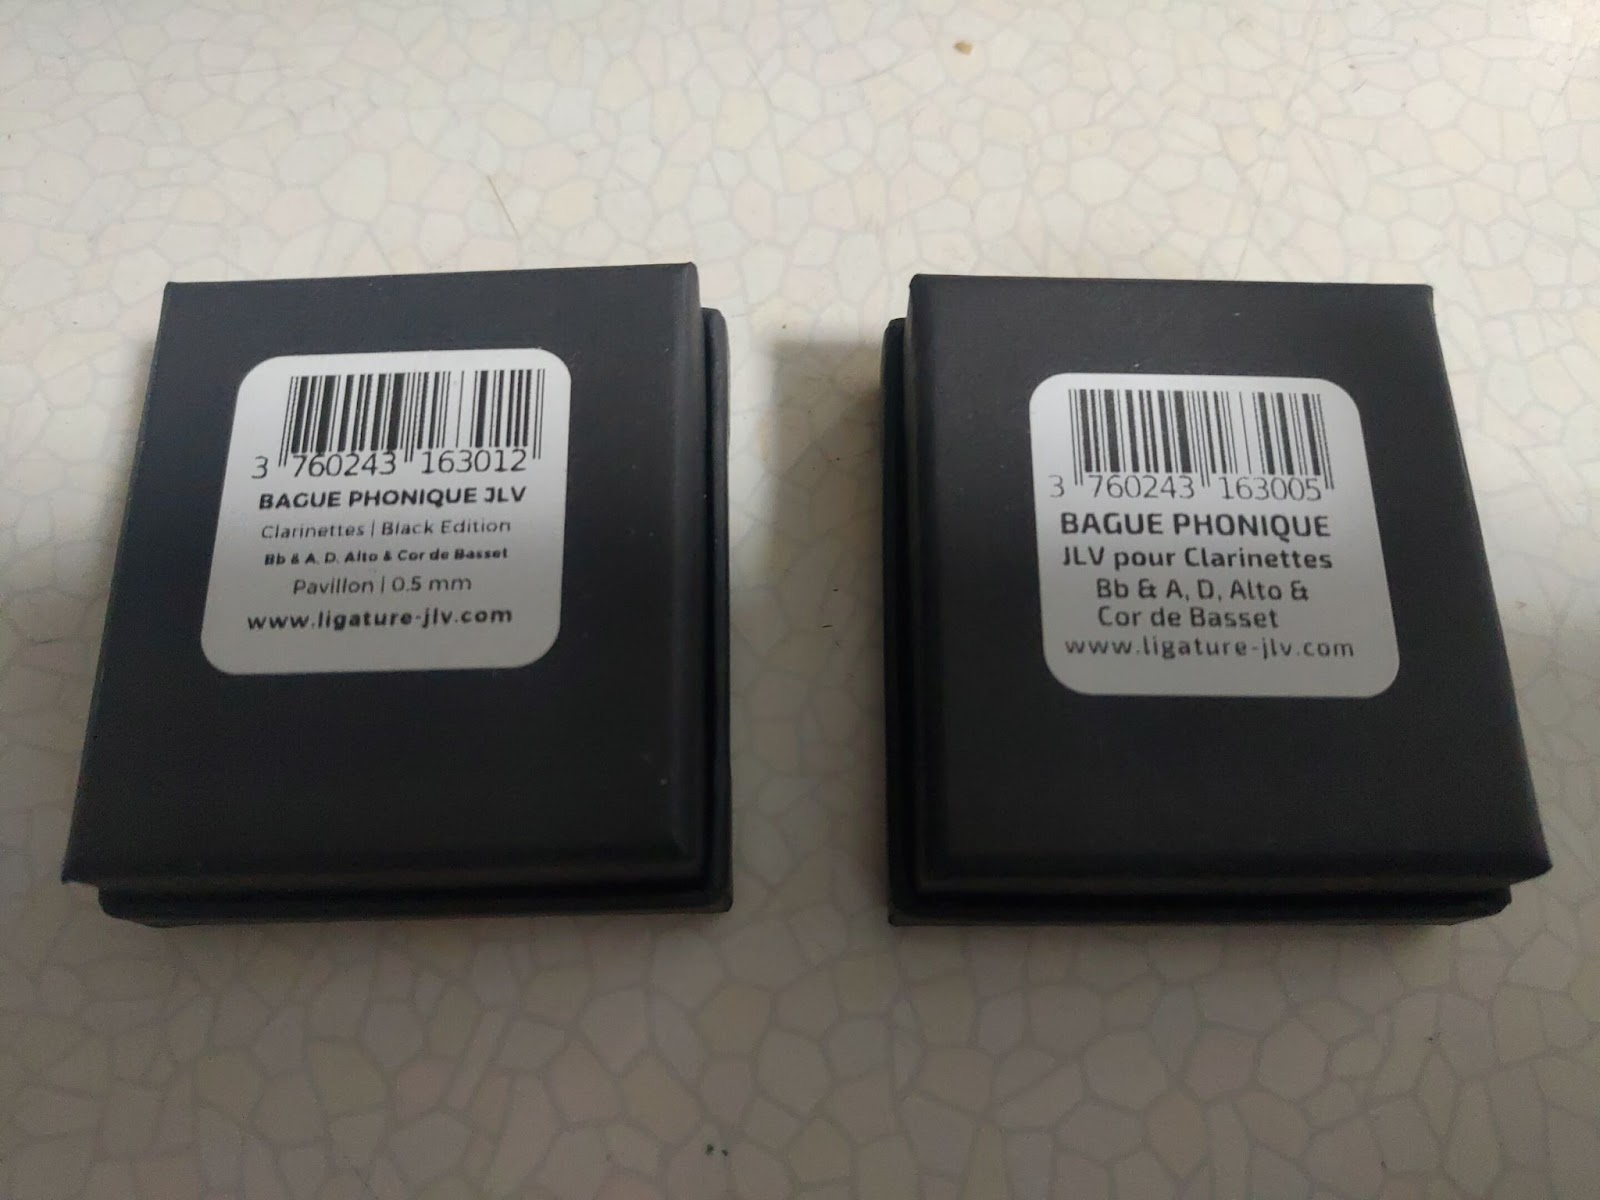 3 760243 163012
BAGUE PHONIQUE JLV
Clarinettes | Black Edition
Bb & A, D, Alto & Cor de Basset
Pavillon | 0.5 mm
www.ligature-jlv.com
3 760243 163005
BAGUE PHONIQUE
JLV pour Clarinettes
Bb & A, D, Alto &
Cor de Basset
www.ligature-jlv.com